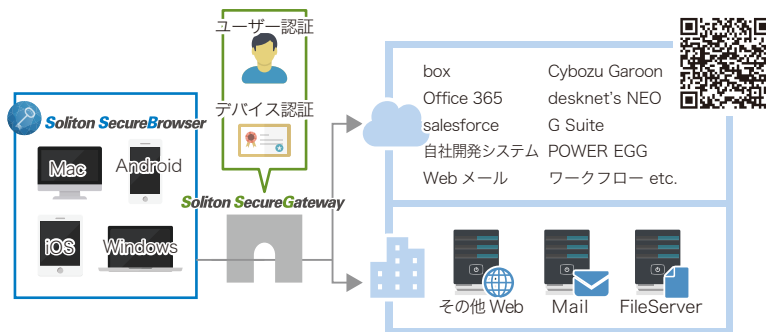 ユーザー認証
デバイス認証
Soliton SecureBrowser
Mac
Android
iOS
Windows
Soliton SecureGateway
box
Cybozu Garoon
Office 365
desknet's NEO
salesforce
G Suite
自社開発システム
POWER EGG
Web メール
ワークフロー etc.
その他 Web
Mail
FileServer